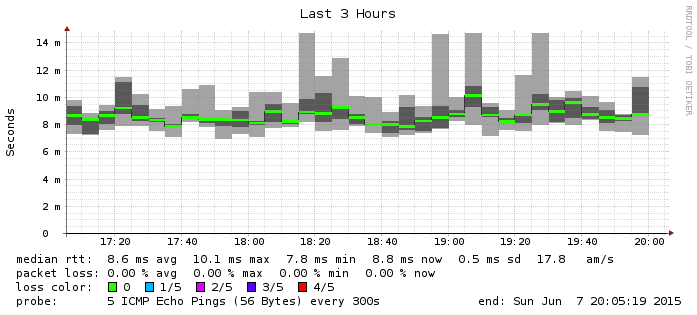 Last 3 Hours
RRDTOOL / TOBI OETIKER
Seconds
14 m
12 m
10 m
8 m
6 m
4 m
2 m
0
17:20 17:40 18:00 18:20 18:40 19:00 19:20 19:40 20:00
median rtt: 8.6 ms avg 10.1 ms max 7.8 ms min 8.8 ms now 0.5 ms sd 17.8 am/s
packet loss: 0.00 % avg 0.00 % max 0.00 % min 0.00 % now
loss color: 0 1/5 2/5 3/5 4/5
probe: 5 ICMP Echo Pings (56 Bytes) every 300s end: Sun Jun 7 20:05:19 2015